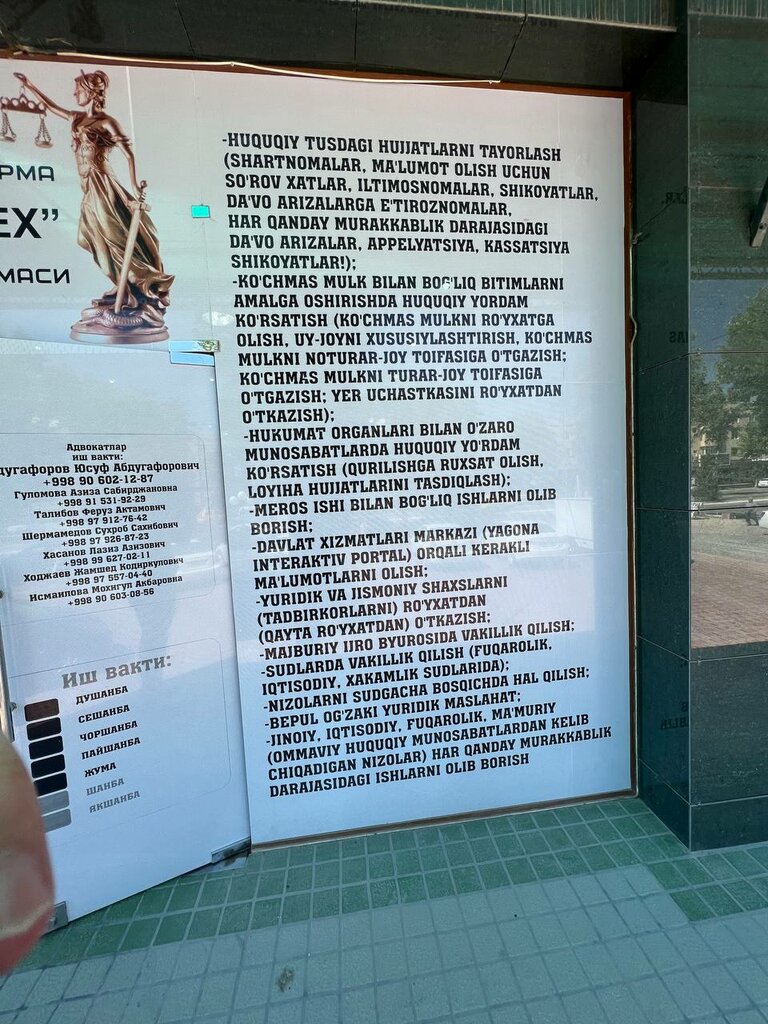 РМА
EX”
МАСИ
-HUQUQIY TUSDAGI HUJJATLARNI TAYORLASH
(SHARTNOMALAR, MA'LUMOT OLISH UCHUN
SO'ROV XATLAR, ILTIMOSNOMALAR, SHIKOYATLAR,
DA'VO ARIZALARGA E'TIROZNOMALAR,
HAR QANDAY MURAKKABLIK DARAJASIDAGI
DA'VO ARIZALAR, APPELYATSIYA, KASSATSIYA
SHIKOYATLAR!);
-KO'CHMAS MULK BILAN BOG'LIQ BITIMLARNI
AMALGA OSHIRISHDA HUQUQIY YORDAM
KO'RSATISH (KO'CHMAS MULKNI RO'YXATGA
OLISH, UY-JOYNI XUSUSIYLASHTIRISH, KO'CHMAS
MULKNI NOTURAR-JOY TOIFASIGA O'TGAZISH;
KO'CHMAS MULKNI TURAR-JOY TOIFASIGA
O'TGAZISH; YER UCHASTKASINI RO'YXATDAN
O'TKAZISH);
-HUKUMAT ORGANLARI BILAN O'ZARO
MUNOSABATLARDA HUQUQIY YO'RDAM
KO'RSATISH (QURILISHGA RUXSAT OLISH,
LOYIHA HUJJATLARINI TASDIQLASH);
-MEROS ISHI BILAN BOG'LIQ ISHLARNI OLIB
BORISH;
-DAVLAT XIZMATLARI MARKAZI (YAGONA
INTERAKTIV PORTAL) ORQALI KERAKLI
MA'LUMOTLARNI OLISH;
-YURIDIK VA JISMONIY SHAXSLARNI
(TADBIRKORLARNI) RO'YXATDAN
(QAYTA RO'YXATDAN) O'TKAZISH;
-MAJBURIY IJRO BYUROSIDA VAKILLIK QILISH;
-SUDLARDA VAKILLIK QILISH (FUQAROLIK,
IQTISODIY, XAKAMLIK SUDLARIDA);
-NIZOLARNI SUDGACHA BOSQICHDA HAL QILISH;
-BEPUL OG'ZAKI YURIDIK MASLAHAT;
-JINOIY, IQTISODIY, FUQAROLIK, MA'MURIY
(OMMAVIY HUQUQIY MUNOSABATLARDAN KELIB
CHIQADIGAN NIZOLAR) HAR QANDAY MURAKKABLIK
DARAJASIDAGI ISHLARNI OLIB BORISH
Адвокатлар
иш вақти:
дугафоров Юсуф Абдугафорович
+998 90 602-12-87
Гуломова Азиза Сабирджановна
+998 91 531-92-29
Талибов Феруз Актамович
+998 97 912-76-42
Шермамедов Сухроб Сахибович
+998 97 926-87-23
Хасанов Лазиз Азизович
+998 99 627-02-11
Ходжаев Жамшед Кодиркулович
+998 97 557-04-40
Исмаилова Мохигул Акбаровна
+998 90 603-08-56
Иш вақти:
ДУШАНБА
СЕШАНБА
ЧОРШАНБА
ПАЙШАНБА
ЖУМА
ШАНБА
ЯКШАНБА